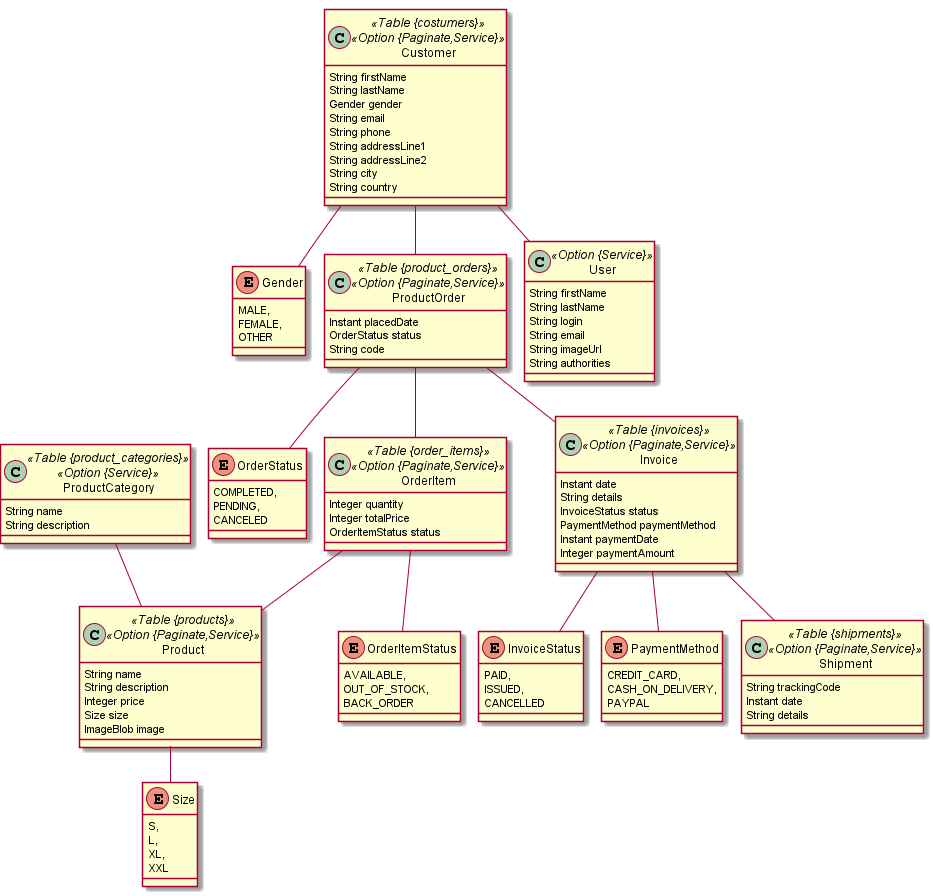 «Table {costumers}»
«Option {Paginate,Service}»
C
Customer
String firstName
String lastName
Gender gender
String email
String phone
String addressLine1
String addressLine2
String city
String country
E Gender
MALE,
FEMALE,
OTHER
«Table {product_orders}»
«Option {Paginate,Service}»
C
ProductOrder
Instant placedDate
OrderStatus status
String code
«Option {Service}»
C
User
String firstName
String lastName
String login
String email
String imageUrl
String authorities
«Table {product_categories}»
«Option {Service}»
C
ProductCategory
String name
String description
E OrderStatus
COMPLETED,
PENDING,
CANCELED
«Table {order_items}»
«Option {Paginate,Service}»
C
OrderItem
Integer quantity
Integer totalPrice
OrderItemStatus status
«Table {invoices}»
«Option {Paginate,Service}»
C
Invoice
Instant date
String details
InvoiceStatus status
PaymentMethod paymentMethod
Instant paymentDate
Integer paymentAmount
«Table {products}»
«Option {Paginate,Service}»
C
Product
String name
String description
Integer price
Size size
ImageBlob image
E OrderItemStatus
AVAILABLE,
OUT_OF_STOCK,
BACK_ORDER
E InvoiceStatus
PAID,
ISSUED,
CANCELLED
E PaymentMethod
CREDIT_CARD,
CASH_ON_DELIVERY,
PAYPAL
«Table {shipments}»
«Option {Paginate,Service}»
C
Shipment
String trackingCode
Instant date
String details
E Size
S,
L,
XL,
XXL